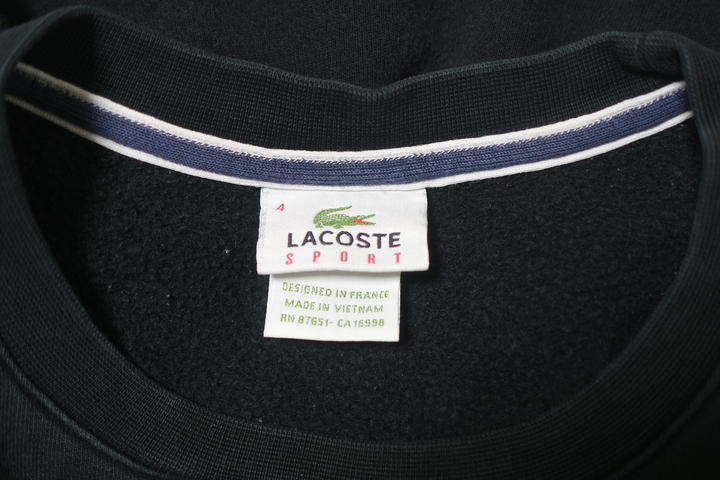 4
LACOSTE
SPORT
DESIGNED IN FRANCE
MADE IN VIETNAM
RN 87651- CA 16998